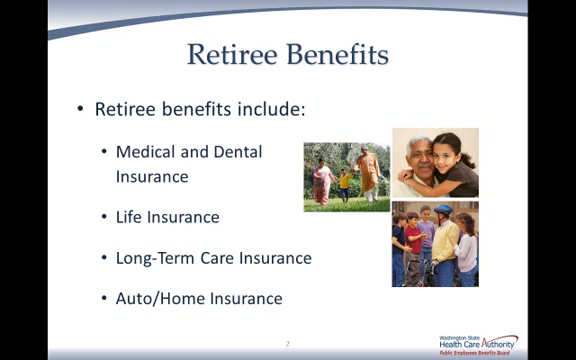 Retiree Benefits
• Retiree benefits include:
• Medical and Dental
Insurance
• Life Insurance
• Long-Term Care Insurance
• Auto/Home Insurance
2
Washington State
Health Care Authority
Public Employees Benefits Board